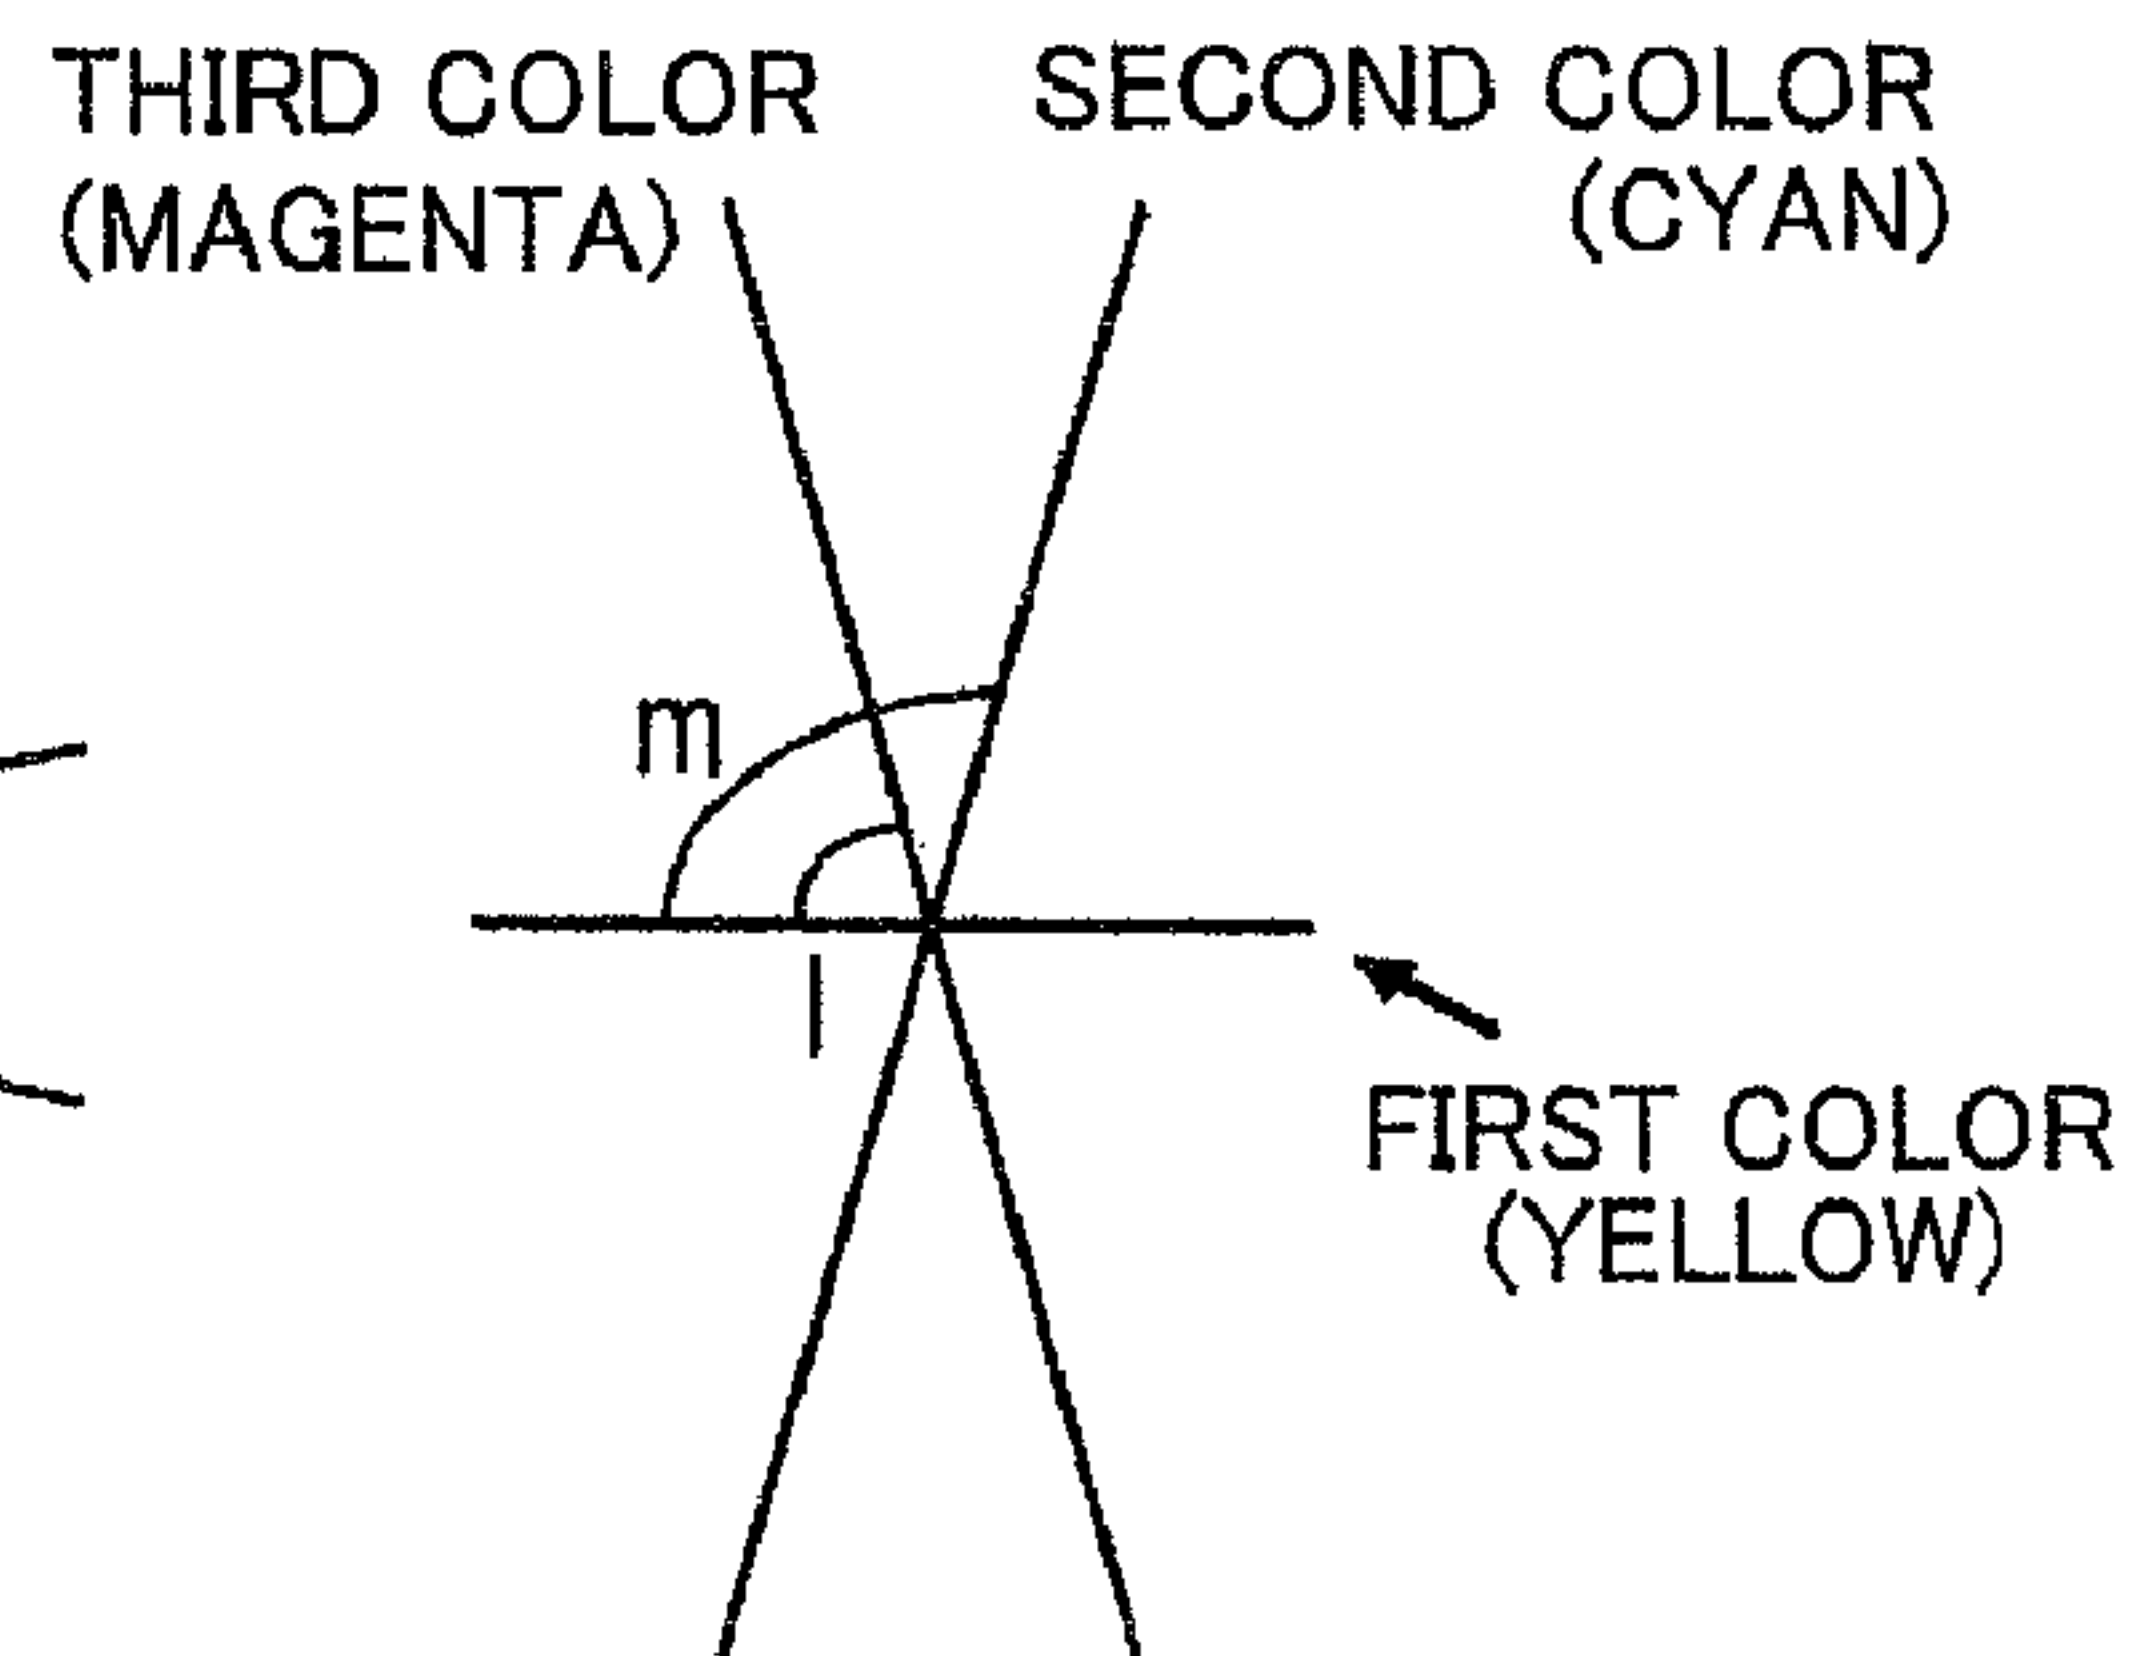 THIRD COLOR
(MAGENTA)
SECOND COLOR
(CYAN)
m
l
FIRST COLOR
(YELLOW)